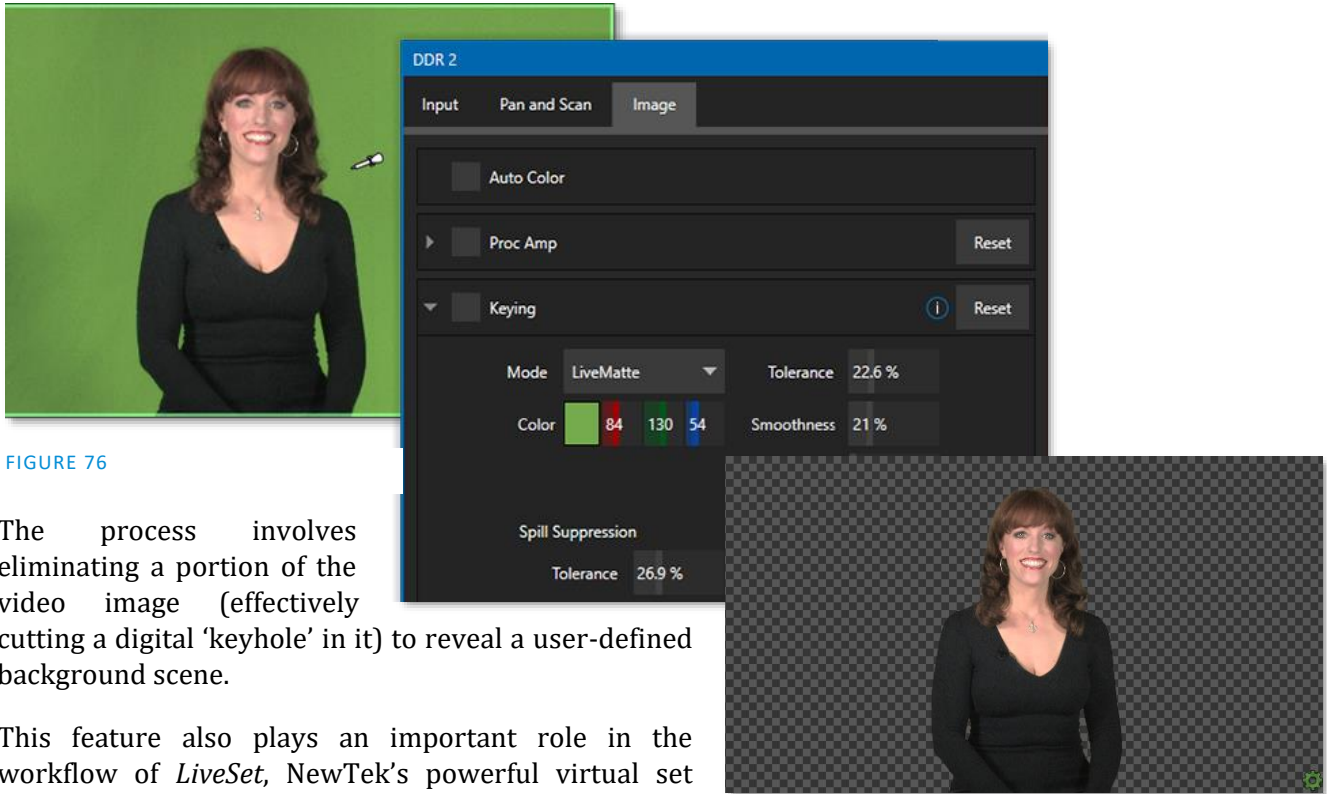 DDR 2
Input Pan and Scan Image
Auto Color
Proc Amp Reset
Keying i Reset
Mode LiveMatte Tolerance 22.6 %
Color 84 130 54 Smoothness 21 %
Spill Suppression
Tolerance 26.9 %
FIGURE 76
The process involves
eliminating a portion of the
video image (effectively
cutting a digital ‘keyhole’ in it) to reveal a user-defined
background scene.
This feature also plays an important role in the
workflow of LiveSet, NewTek’s powerful virtual set